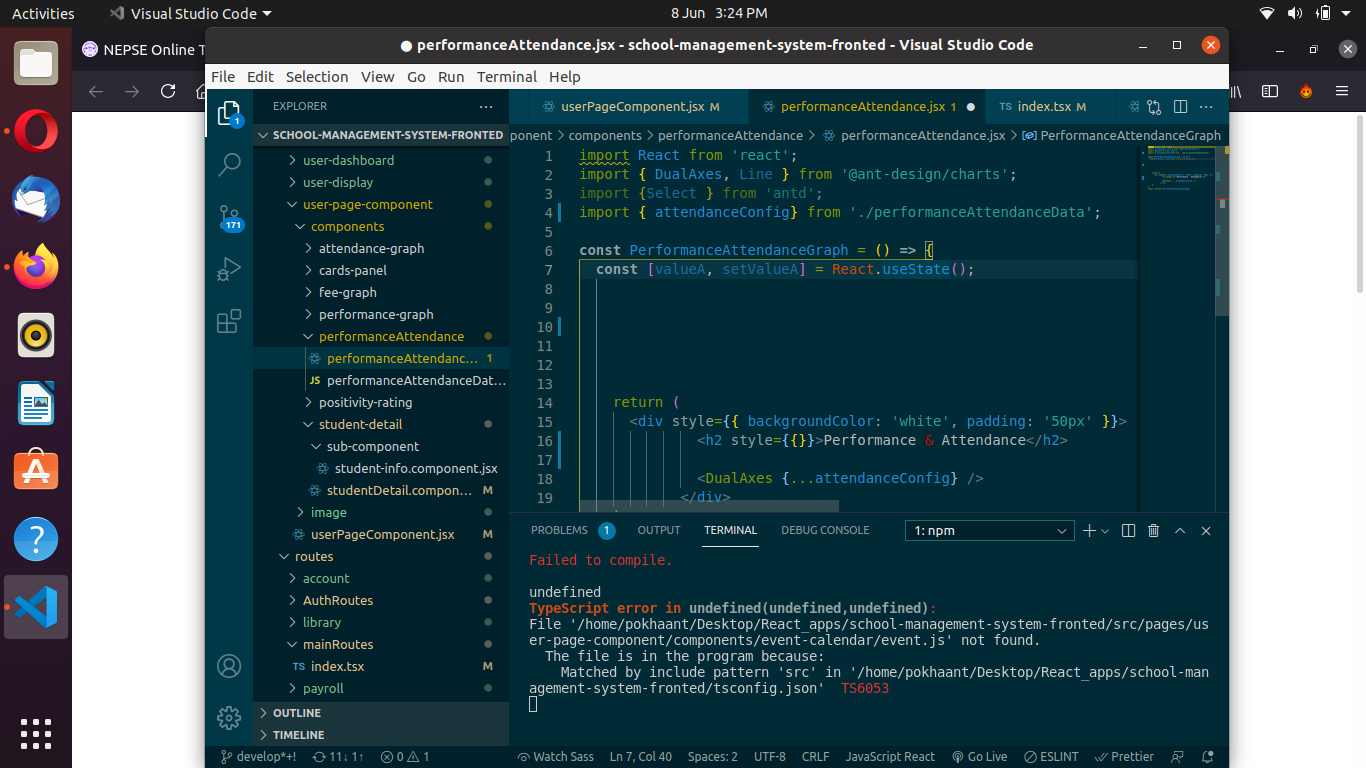 Activities
Visual Studio Code
8 Jun 3:24 PM
NEPSE Online T
● performanceAttendance.jsx - school-management-system-fronted - Visual Studio Code
File Edit Selection View Go Run Terminal Help
EXPLORER
SCHOOL-MANAGEMENT-SYSTEM-FRONTED
user-dashboard
user-display
user-page-component
components
attendance-graph
cards-panel
fee-graph
performance-graph
performanceAttendance
performanceAttendanc... 1
JS performanceAttendanceDat...
positivity-rating
student-detail
sub-component
student-info.component.jsx
studentDetail.compon... M
image
userPageComponent.jsx M
routes
account
AuthRoutes
library
mainRoutes
TS index.tsx M
payroll
OUTLINE
TIMELINE
1
171
userPageComponent.jsx M
performanceAttendance.jsx 1 ●
TS index.tsx M
ponent > components > performanceAttendance > performanceAttendance.jsx > PerformanceAttendanceGraph
1 import React from 'react';
2 import { DualAxes, Line } from '@ant-design/charts';
3 import {Select } from 'antd';
4 import { attendanceConfig} from './performanceAttendanceData';
5
6 const PerformanceAttendanceGraph = () => {
7 const [valueA, setValueA] = React.useState();
8
9
10
11
12
13
14 return (
15 <div style={{ backgroundColor: 'white', padding: '50px' }}>
16 <h2 style={{}}>Performance & Attendance</h2>
17
18 <DualAxes {...attendanceConfig} />
19 </div>
PROBLEMS 1 OUTPUT TERMINAL DEBUG CONSOLE
1: npm
Failed to compile.
undefined
TypeScript error in undefined(undefined,undefined):
File '/home/pokhaant/Desktop/React_apps/school-management-system-fronted/src/pages/us
er-page-component/components/event-calendar/event.js' not found.
The file is in the program because:
Matched by include pattern 'src' in '/home/pokhaant/Desktop/React_apps/school-man
agement-system-fronted/tsconfig.json' TS6053
develop*+! 11↓ 1↑ 0 1 Watch Sass Ln 7, Col 40 Spaces: 2 UTF-8 CRLF JavaScript React Go Live ESLINT Prettier